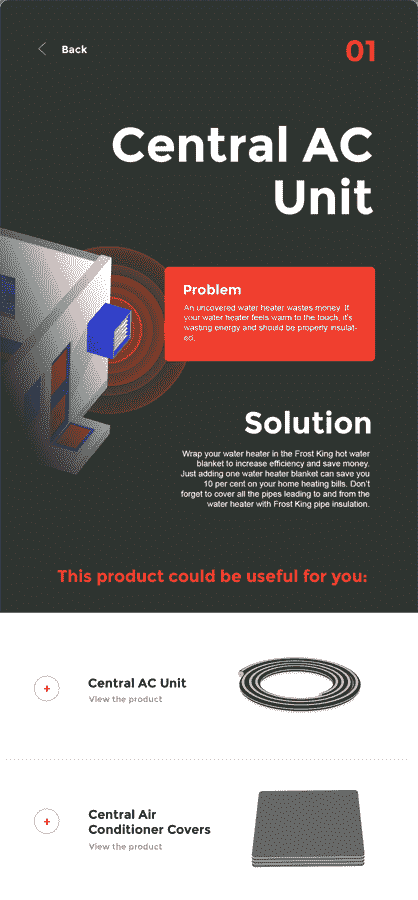 Back
01
Central AC
Unit
Problem
An uncovered water heater wastes money. If
your water heater feels warm to the touch, it's
wasting energy and should be properly insulat-
ed.
Solution
Wrap your water heater in the Frost King hot water
blanket to increase efficiency and save money.
Just adding one water heater blanket can save you
10 per cent on your home heating bills. Don't
forget to cover all the pipes leading to and from the
water heater with Frost King pipe insulation.
This product could be useful for you:
Central AC Unit
View the product
Central Air
Conditioner Covers
View the product